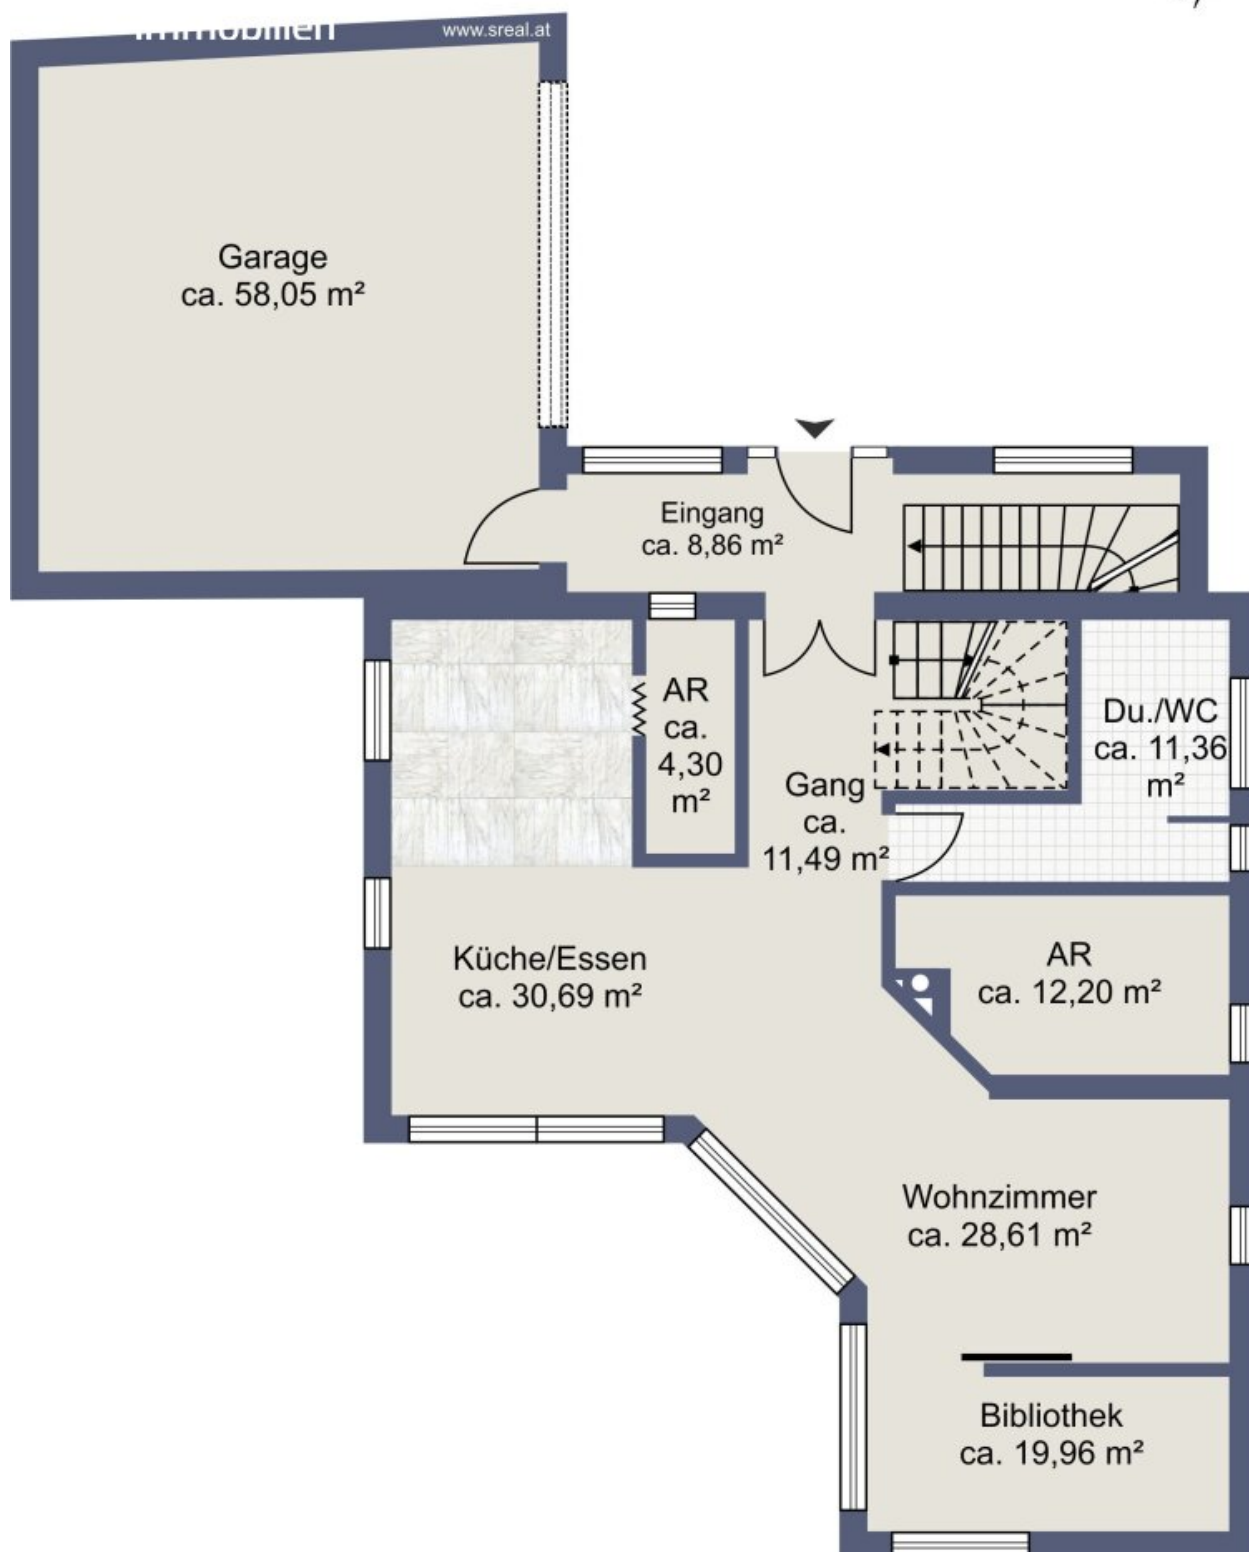 Immobilien
www.sreal.at
Garage
ca. 58,05 m²
Eingang
ca. 8,86 m²
AR
ca.
4,30
m²
Du./WC
ca. 11,36
m²
Gang
ca.
11,49 m²
Küche/Essen
ca. 30,69 m²
AR
ca. 12,20 m²
Wohnzimmer
ca. 28,61 m²
Bibliothek
ca. 19,96 m²